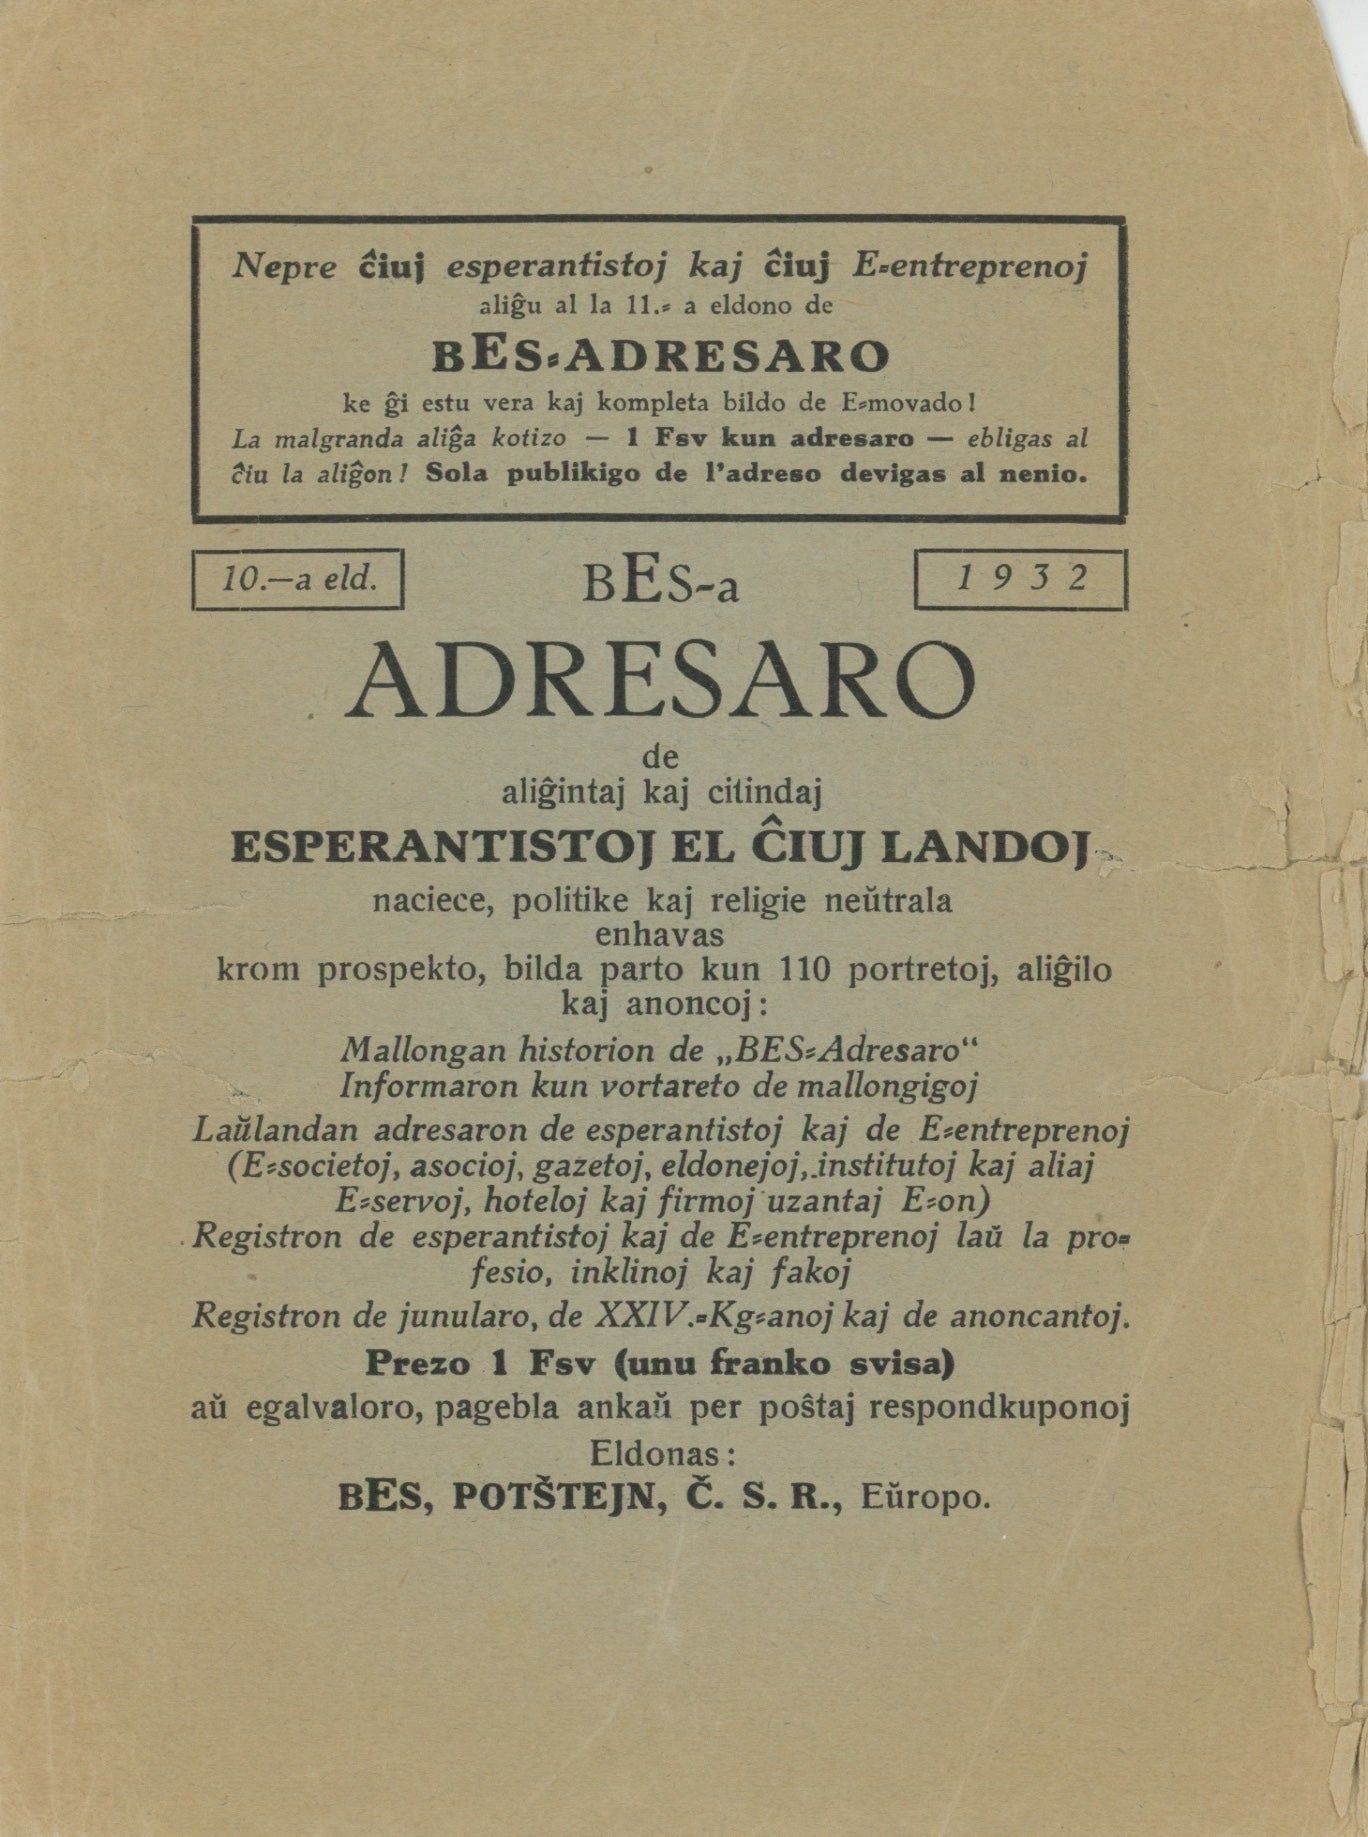 Nepre ĉiuj esperantistoj kaj ĉiuj E-entreprenoj
aliĝu al la 11.- a eldono de
BES-ADRESARO
ke ĝi estu vera kaj kompleta bildo de E-movado!
La malgranda aliĝa kotizo — 1 Fsv kun adresaro — ebligas al
ĉiu la aliĝon! Sola publikigo de l'adreso devigas al nenio.
10.—a eld.
BES-a
1932
ADRESARO
de
aliĝintaj kaj citindaj
ESPERANTISTOJ EL ĈIUJ LANDOJ
naciece, politike kaj religie neŭtrala
enhavas
krom prospekto, bilda parto kun 110 portretoj, aliĝilo
kaj anoncoj:
Mallongan historion de „BES-Adresaro“
Informaron kun vortareto de mallongigoj
Laŭlandan adresaron de esperantistoj kaj de E-entreprenoj
(E-societoj, asocioj, gazetoj, eldonejoj, institutoj kaj aliaj
E-servoj, hoteloj kaj firmoj uzantaj E-on)
Registron de esperantistoj kaj de E-entreprenoj laŭ la pro-
fesio, inklinoj kaj fakoj
Registron de junularo, de XXIV.-Kg-anoj kaj de anoncantoj.
Prezo 1 Fsv (unu franko svisa)
aŭ egalvaloro, pagebla ankaŭ per poŝtaj respondkuponoj
Eldonas:
BES, POTŠTEJN, Č. S. R., Eŭropo.